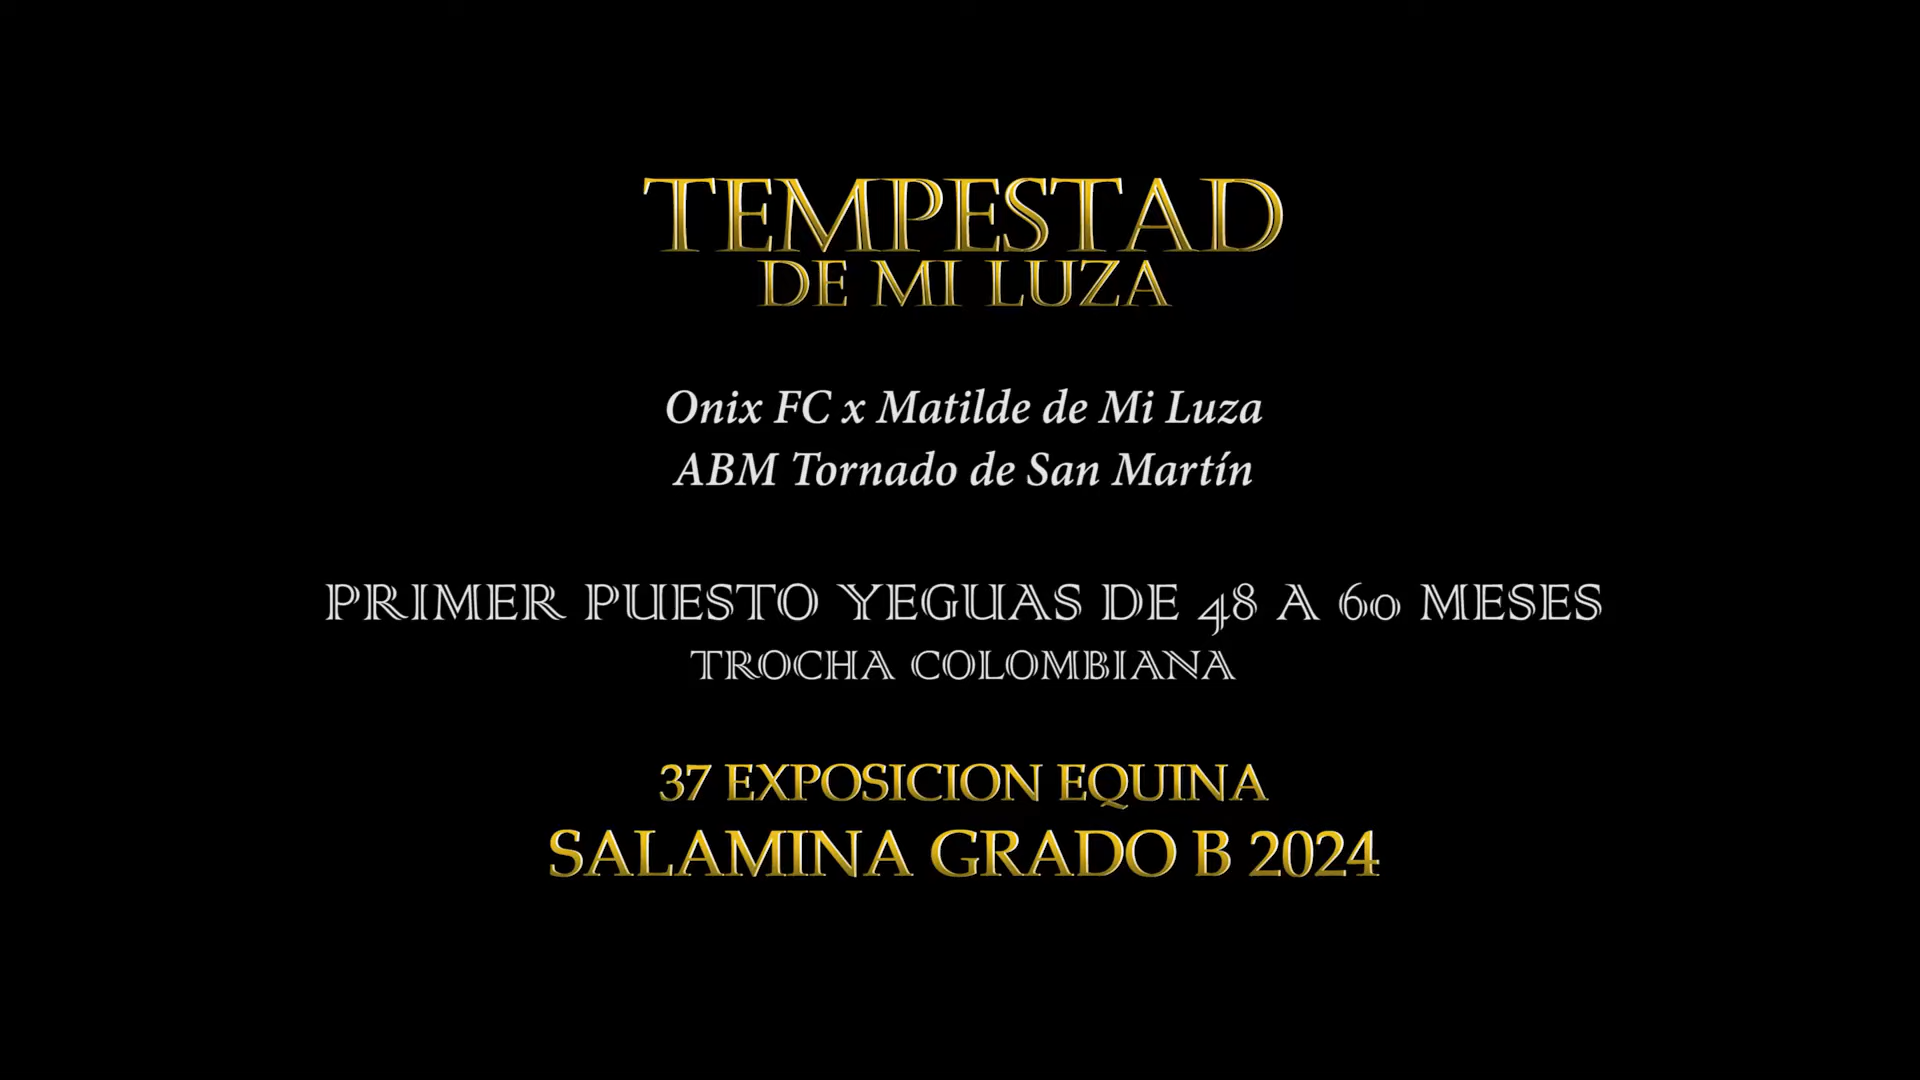 TEMPESTAD
DE MI LUZA
Onix FC x Matilde de Mi Luza
ABM Tornado de San Martín
PRIMER PUESTO YEGUAS DE 48 A 60 MESES
TROCHA COLOMBIANA
37 EXPOSICION EQUINA
SALAMINA GRADO B 2024